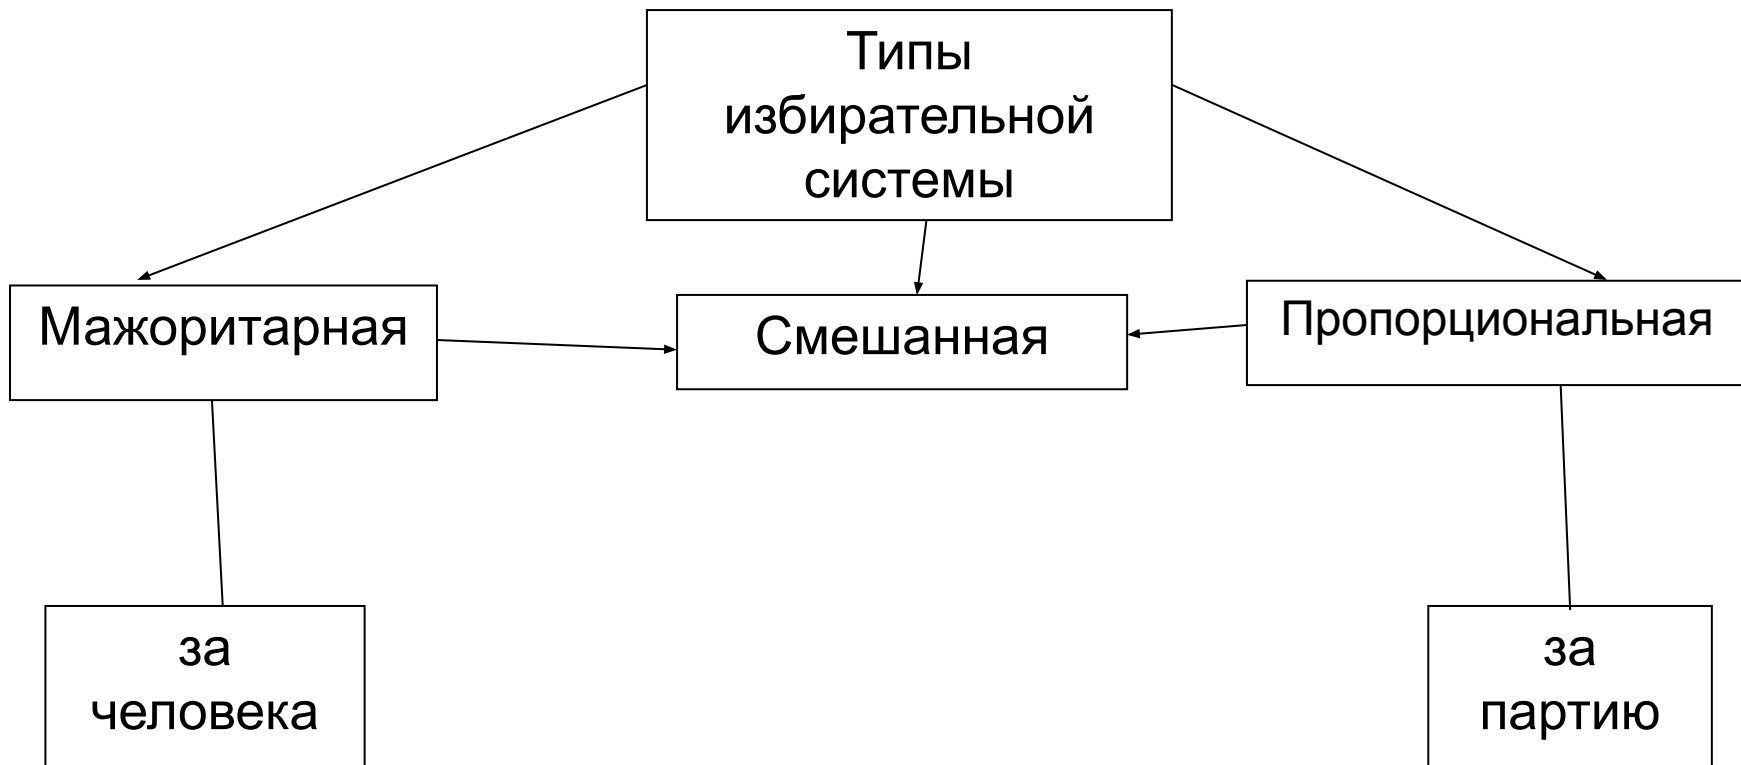 Типы
избирательной
системы
Мажоритарная
Смешанная
Пропорциональная
за
человека
за
партию